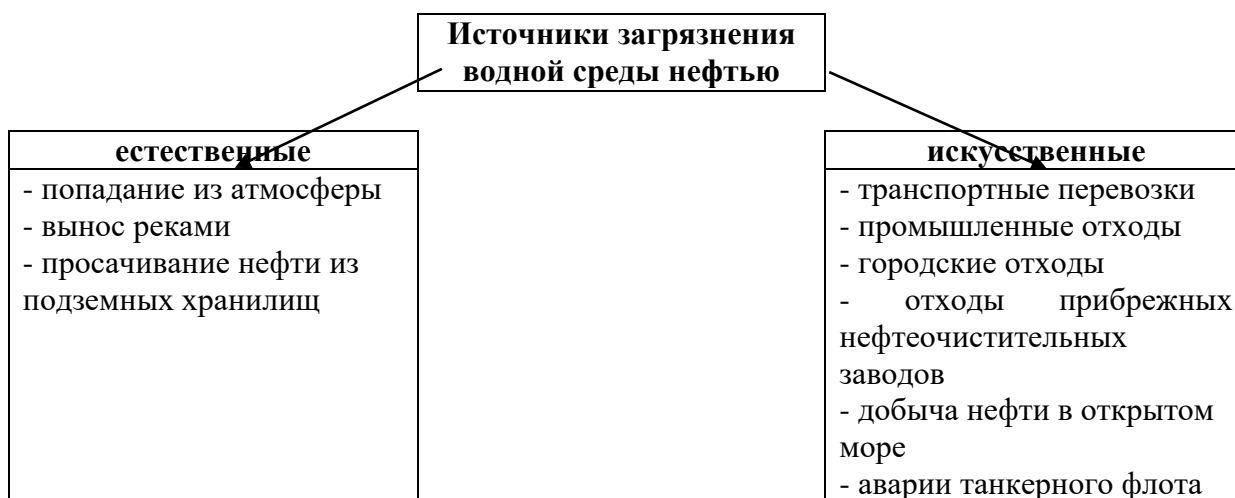 Источники загрязнения
водной среды нефтью
естественные
- попадание из атмосферы
- вынос реками
- просачивание нефти из
подземных хранилищ
искусственные
- транспортные перевозки
- промышленные отходы
- городские отходы
- отходы прибрежных
нефтеочистительных
заводов
- добыча нефти в открытом
море
- аварии танкерного флота